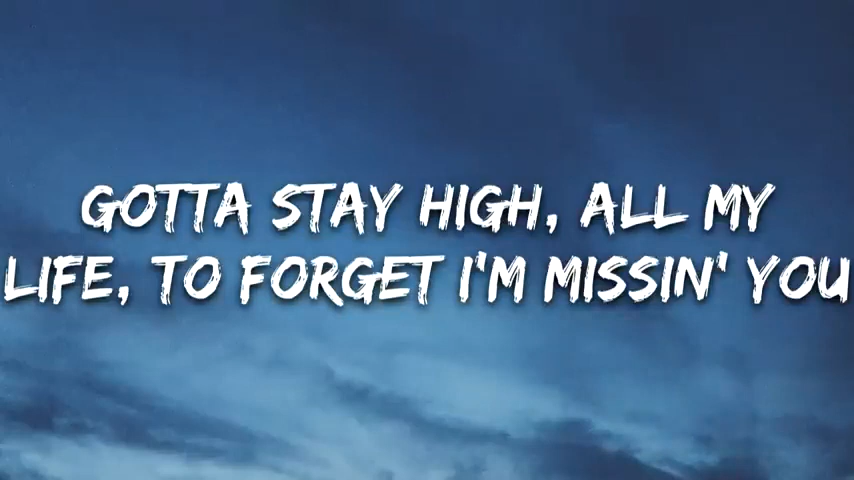 GOTTA STAY HIGH, ALL MY
LIFE, TO FORGET I'M MISSIN' YOU